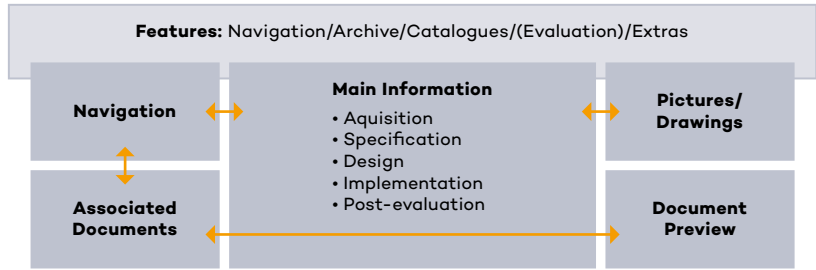 Features: Navigation/Archive/Catalogues/(Evaluation)/Extras
Navigation
Main Information
• Aquisition
• Specification
• Design
• Implementation
• Post-evaluation
Pictures/
Drawings
Associated
Documents
Document
Preview